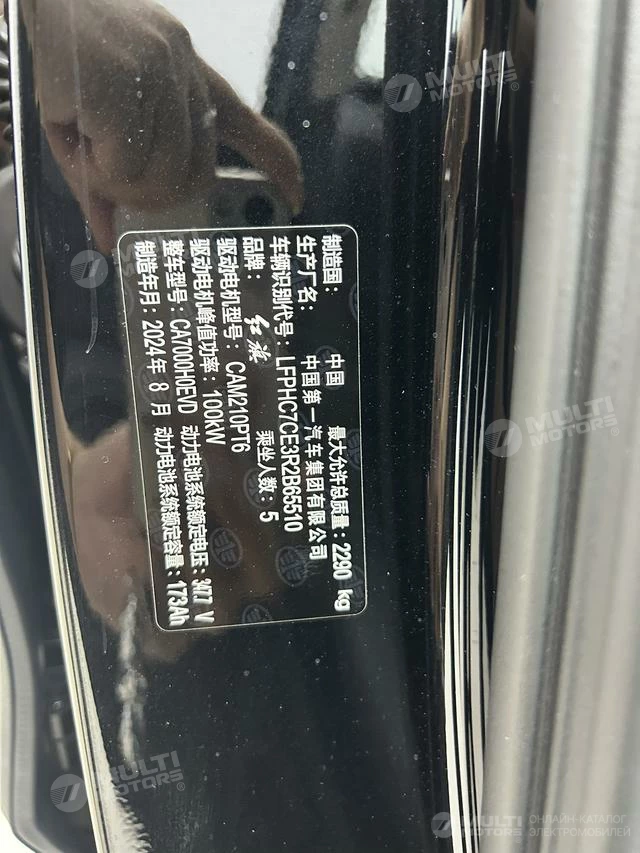 制造国： 中国 最大允许总质量：2290 kg
生产厂名： 中国第一汽车集团有限公司
车辆识别代号：LFPHC7CE3R2B65510
品牌： 红旗 乘坐人数：5
驱动电机型号：CAM210PT6
驱动电机峰值功率：100kW
整车型号：CA7000H0EVD 动力电池系统额定电压：347.7 V
制造年月：2024年 8月 动力电池系统额定容量：173Ah
MULTI MOTORS®
MULTI MOTORS®
MULTI MOTORS®
MULTI MOTORS
ОНЛАЙН-КАТАЛОГ
ЭЛЕКТРОМОБИЛЕЙ